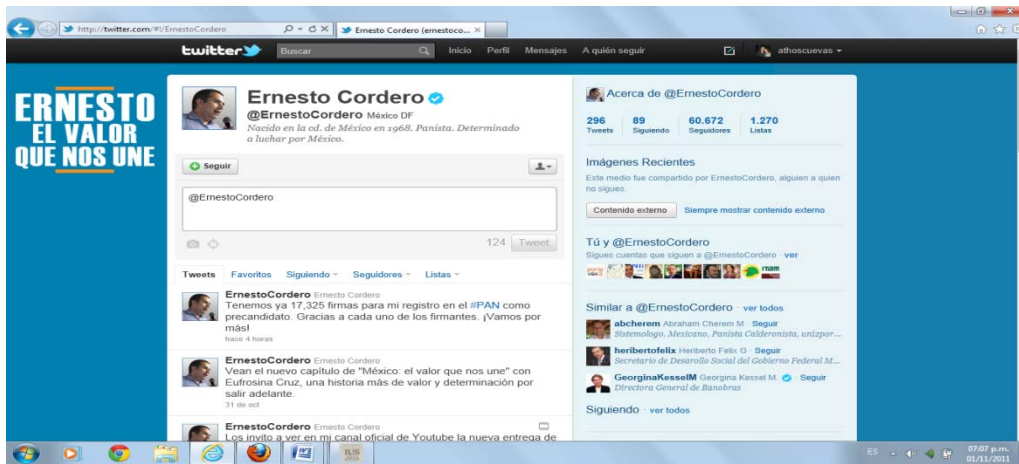 http://twitter.com/#!/ErnestoCordero
Ernesto Cordero (ernestoco...
twitter
Buscar
Inicio Perfil Mensajes A quién seguir
athoscuevas
ERNESTO
EL VALOR
QUE NOS UNE
Ernesto Cordero
@ErnestoCordero México DF
Nacido en la cd. de México en 1968. Panista. Determinado
a luchar por México.
Seguir
@ErnestoCordero
124 Tweet
Tweets Favoritos Siguiendo Seguidores Listas
ErnestoCordero Ernesto Cordero
Tenemos ya 17,325 firmas para mi registro en el #PAN como
precandidato. Gracias a cada uno de los firmantes. ¡Vamos por
más!
hace 4 horas
ErnestoCordero Ernesto Cordero
Vean el nuevo capítulo de "México: el valor que nos une" con
Eufrosina Cruz, una historia más de valor y determinación por
salir adelante.
31 de oct
ErnestoCordero Ernesto Cordero
Los invito a ver en mi canal oficial de Youtube la nueva entrega de
Acerca de @ErnestoCordero
296 89 60.672 1.270
Tweets Siguiendo Seguidores Listas
Imágenes Recientes
Este medio fue compartido por ErnestoCordero, alguien a quien
no sigues.
Contenido externo Siempre mostrar contenido externo
Tú y @ErnestoCordero
Sigues cuentas que siguen a @ErnestoCordero · ver
Similar a @ErnestoCordero · ver todos
abcherem Abraham Cherem M · Seguir
Sistemologo, Mexicano, Panista Calderonista, unizpor...
heribertofelix Heriberto Felix G · Seguir
Secretario de Desarollo Social del Gobierno Federal M...
GeorginaKesselM Georgina Kessel M. · Seguir
Directora General de Banobras
Siguiendo · ver todos
ES
07:07 p.m.
01/11/2011